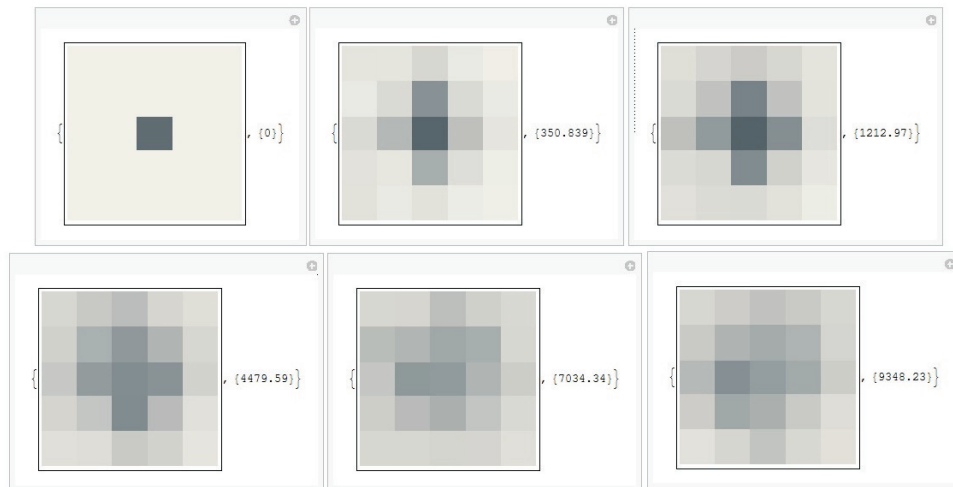 { , {0}}
{ , {350.839}}
{ , {1212.97}}
{ , {4479.59}}
{ , {7034.34}}
{ , {9348.23}}